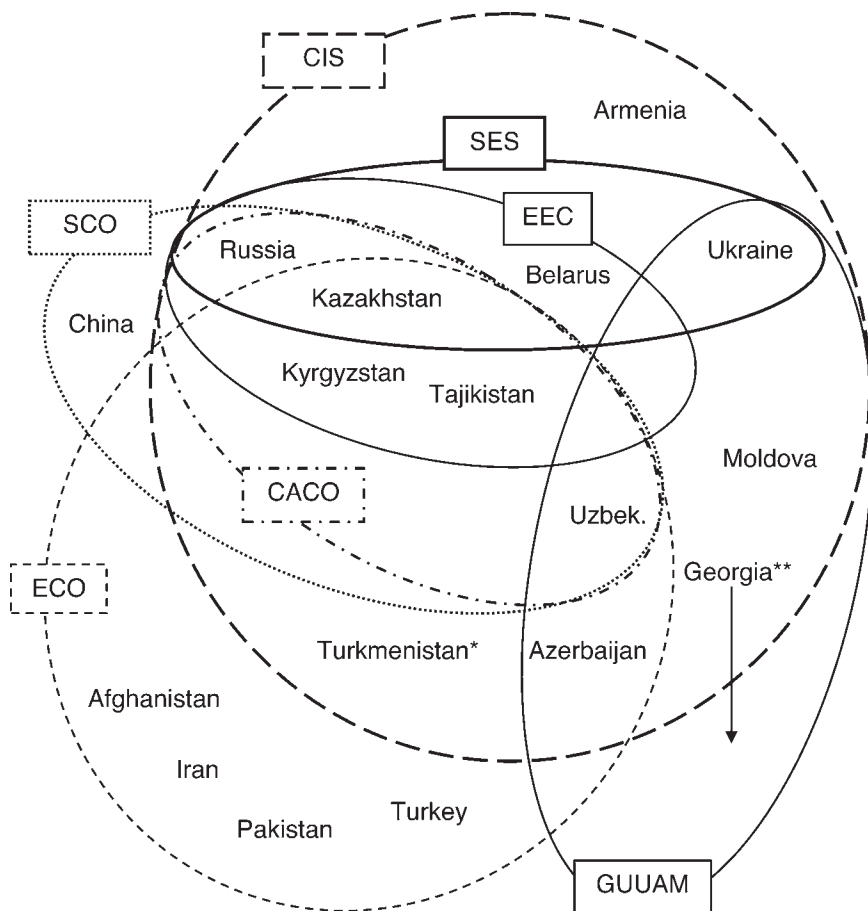 CIS
Armenia
SES
SCO
EEC
Russia
Ukraine
Belarus
Kazakhstan
China
Kyrgyzstan
Tajikistan
Moldova
CACO
Uzbek.
ECO
Georgia**
Turkmenistan*
Azerbaijan
Afghanistan
Iran
Turkey
Pakistan
GUUAM